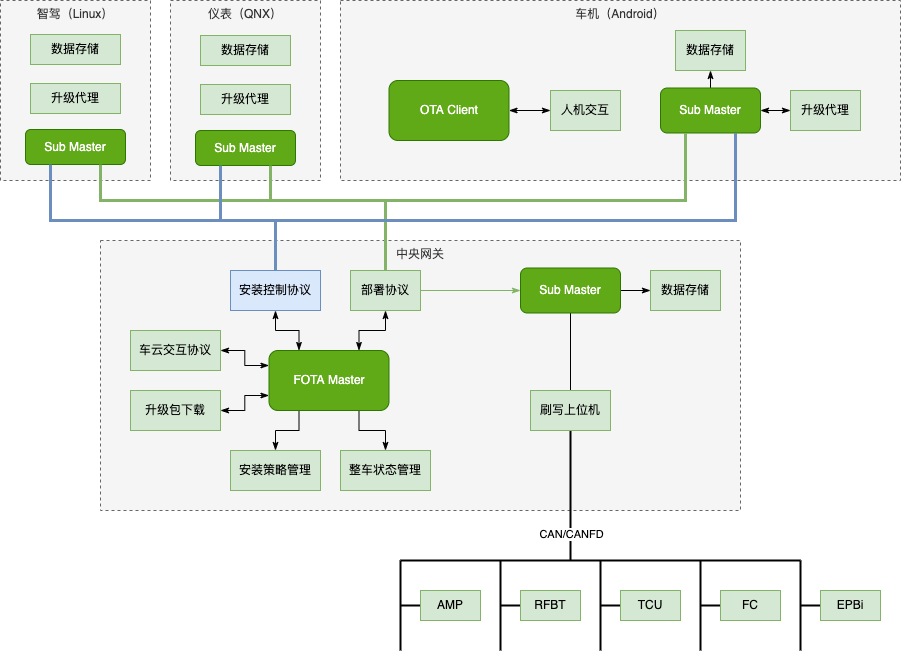 智驾（Linux）
仪表（QNX）
车机（Android）
数据存储
数据存储
数据存储
升级代理
升级代理
OTA Client
人机交互
Sub Master
升级代理
Sub Master
Sub Master
中央网关
安装控制协议
部署协议
Sub Master
数据存储
车云交互协议
FOTA Master
升级包下载
刷写上位机
安装策略管理
整车状态管理
CAN/CANFD
AMP
RFBT
TCU
FC
EPBi